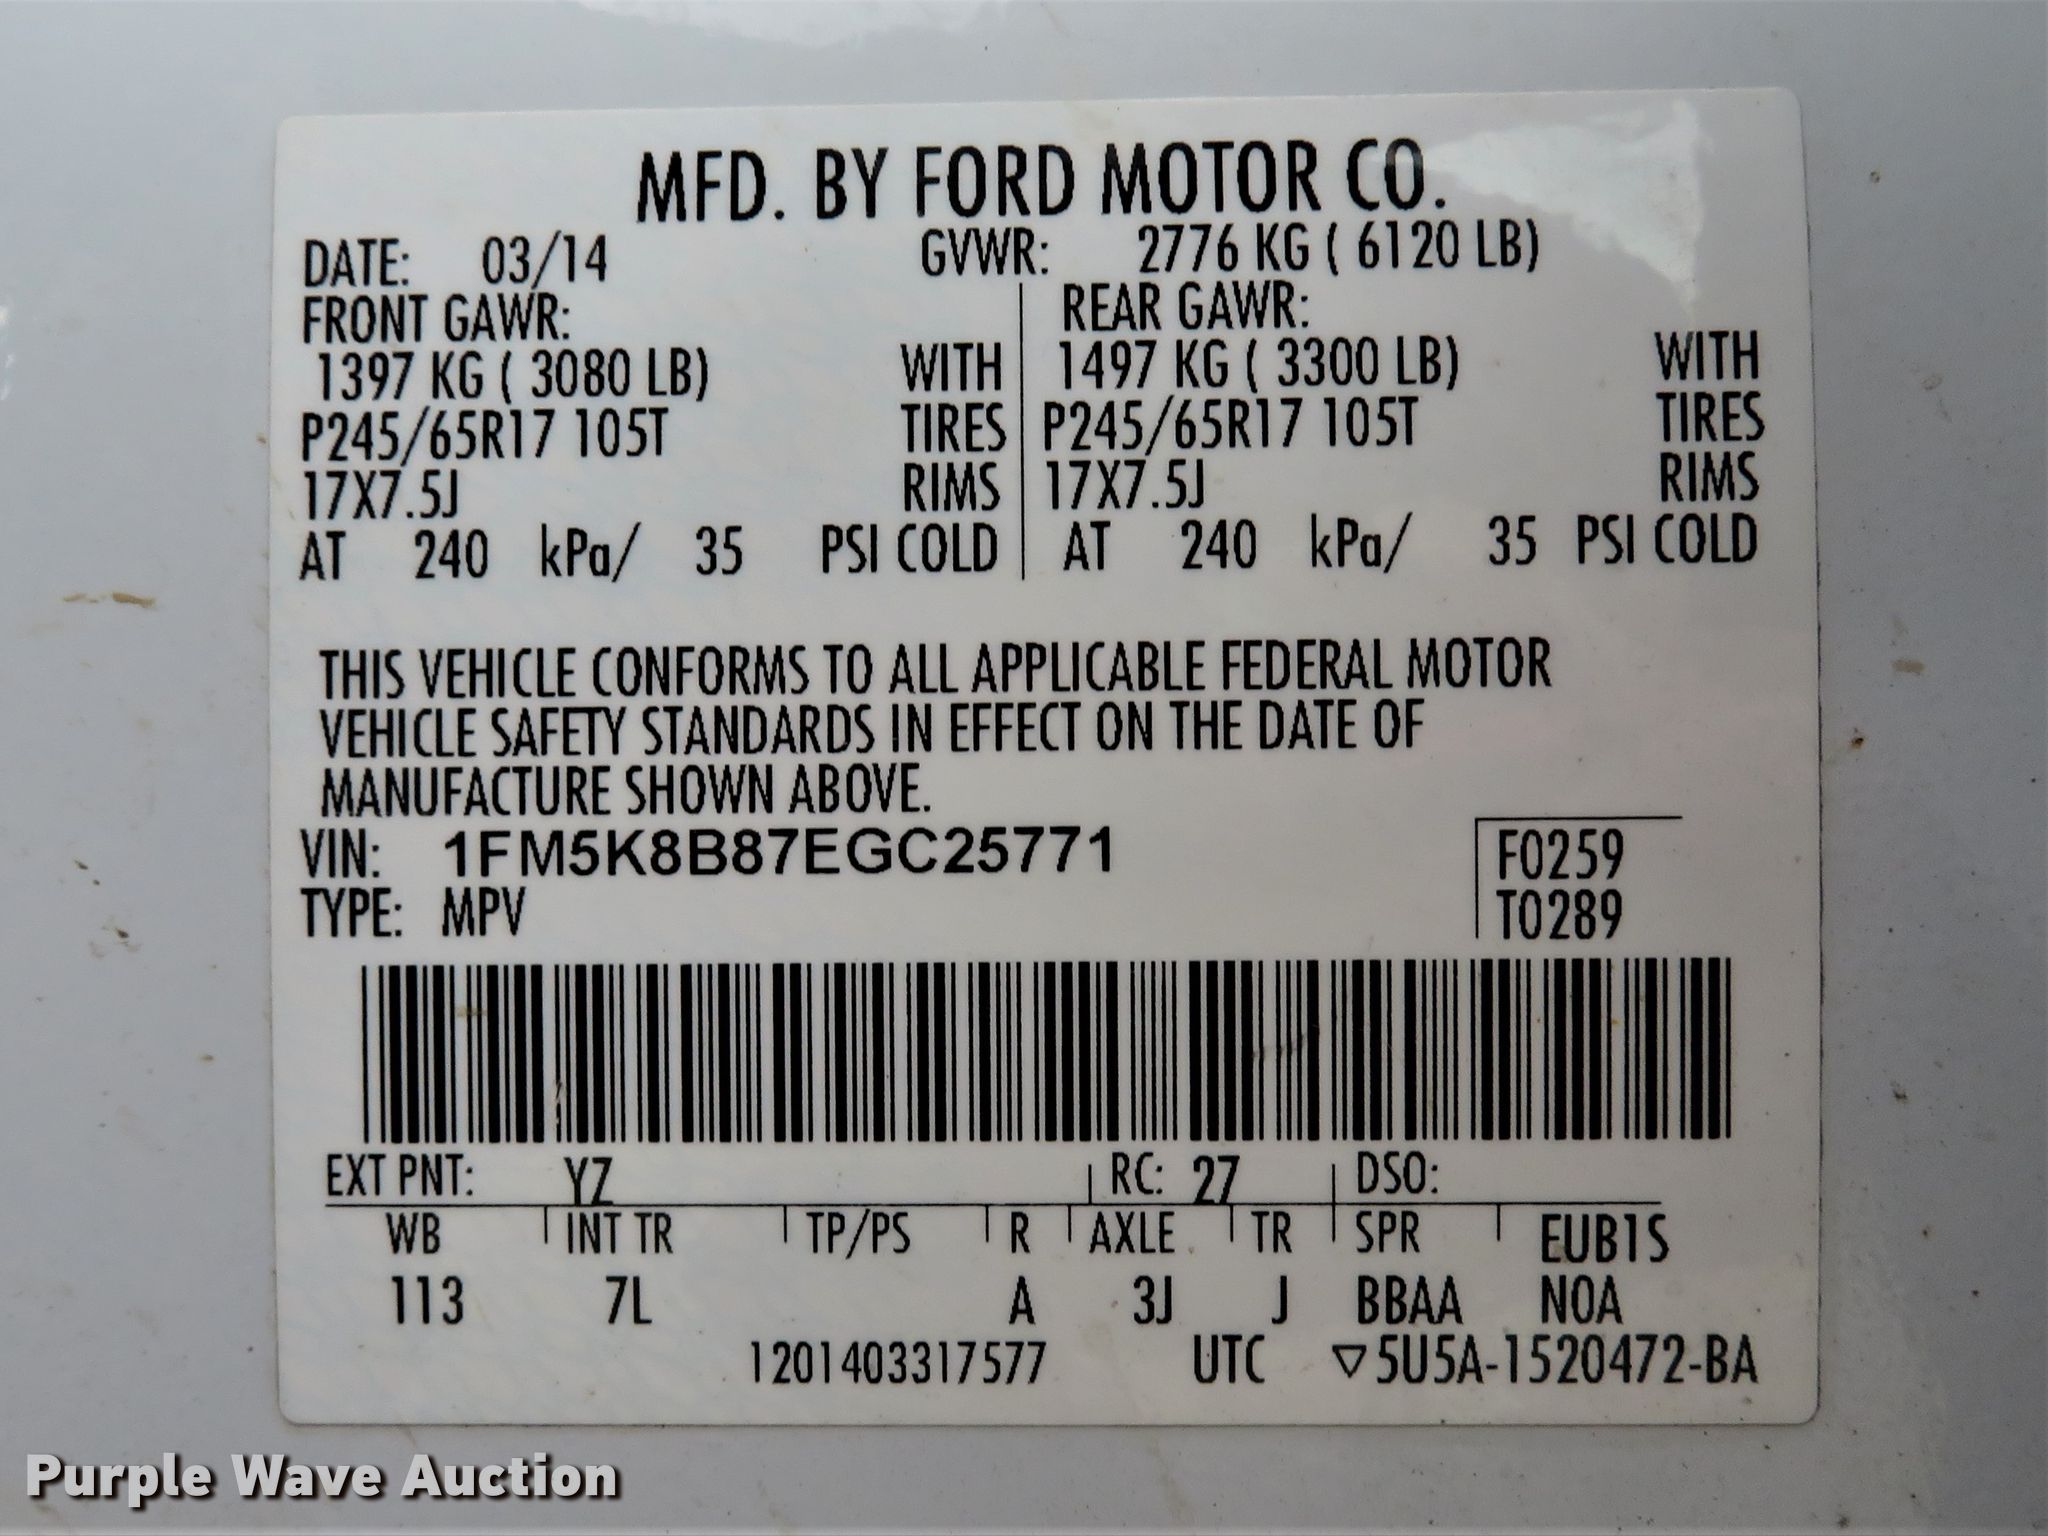 MFD. BY FORD MOTOR CO.
DATE: 03/14 GVWR: 2776 KG ( 6120 LB)
FRONT GAWR: REAR GAWR:
1397 KG ( 3080 LB) WITH 1497 KG ( 3300 LB) WITH
P245/65R17 105T TIRES P245/65R17 105T TIRES
17X7.5J RIMS 17X7.5J RIMS
AT 240 kPa/ 35 PSI COLD AT 240 kPa/ 35 PSI COLD
THIS VEHICLE CONFORMS TO ALL APPLICABLE FEDERAL MOTOR
VEHICLE SAFETY STANDARDS IN EFFECT ON THE DATE OF
MANUFACTURE SHOWN ABOVE.
VIN: 1FM5K8B87EGC25771 F0259
TYPE: MPV T0289
EXT PNT: YZ RC: 27 DSO:
WB INT TR TP/PS R AXLE TR SPR EUB1S
113 7L A 3J J BBAA NOA
1201403317577 UTC ▽5U5A-1520472-BA
Purple Wave Auction